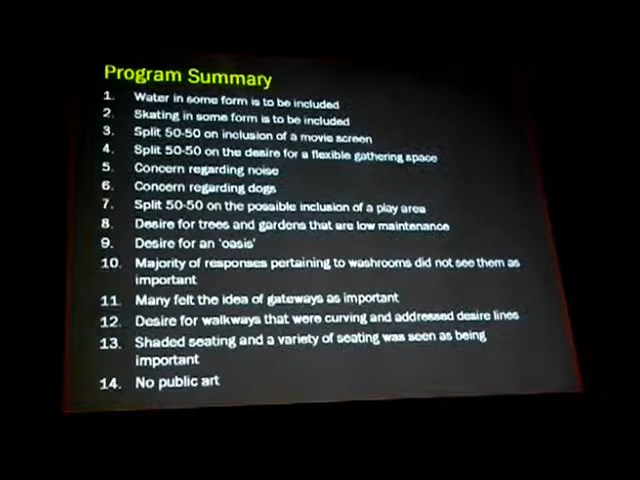 Program Summary
1. Water in some form is to be included
2. Skating in some form is to be included
3. Split 50-50 on inclusion of a movie screen
4. Split 50-50 on the desire for a flexible gathering space
5. Concern regarding noise
6. Concern regarding dogs
7. Split 50-50 on the possible inclusion of a play area
8. Desire for trees and gardens that are low maintenance
9. Desire for an 'oasis'
10. Majority of responses pertaining to washrooms did not see them as
important
11. Many felt the idea of gateways as important
12. Desire for walkways that were curving and addressed desire lines
13. Shaded seating and a variety of seating was seen as being
important
14. No public art